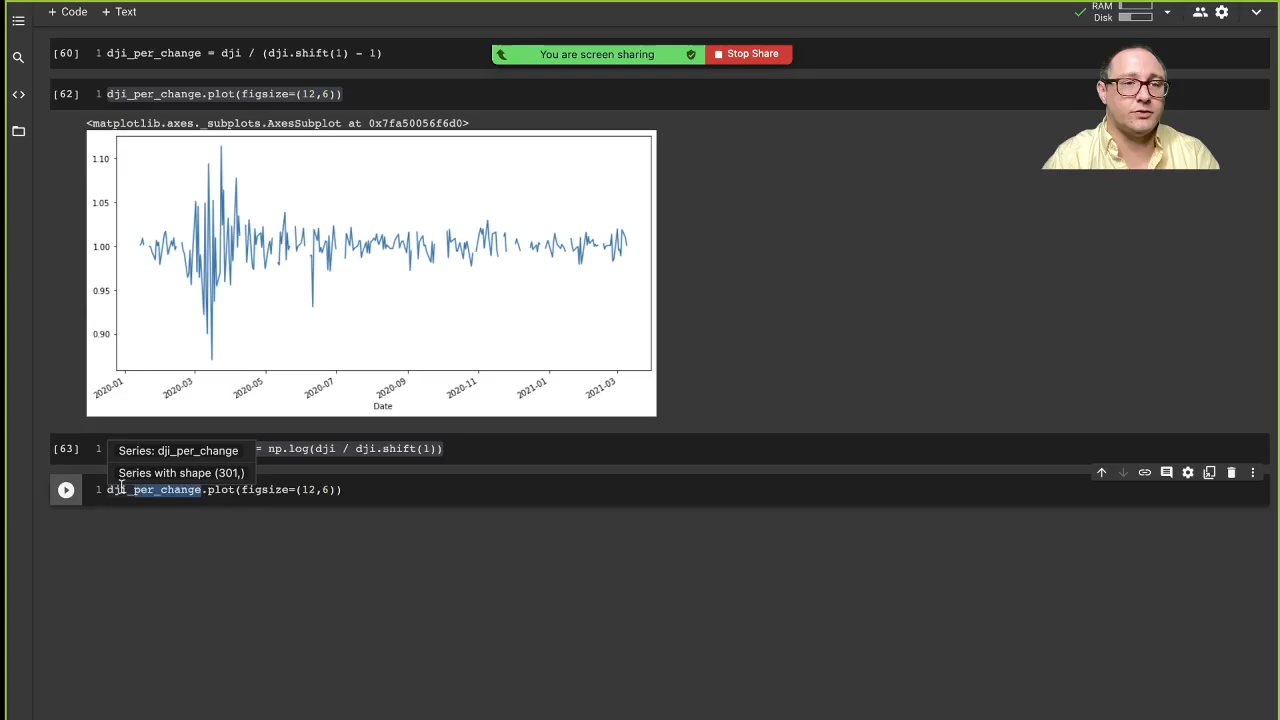 + Code + Text
RAM
Disk
[60] 1 dji_per_change = dji / (dji.shift(1) - 1)
You are screen sharing
Stop Share
[62] 1 dji_per_change.plot(figsize=(12,6))
<matplotlib.axes._subplots.AxesSubplot at 0x7fa50056f6d0>
1.10
1.05
1.00
0.95
0.90
2020-01 2020-03 2020-05 2020-07 2020-09 2020-11 2021-01 2021-03
Date
[63] 1 = np.log(dji / dji.shift(1))
Series: dji_per_change
Series with shape (301,)
1 dji_per_change.plot(figsize=(12,6))